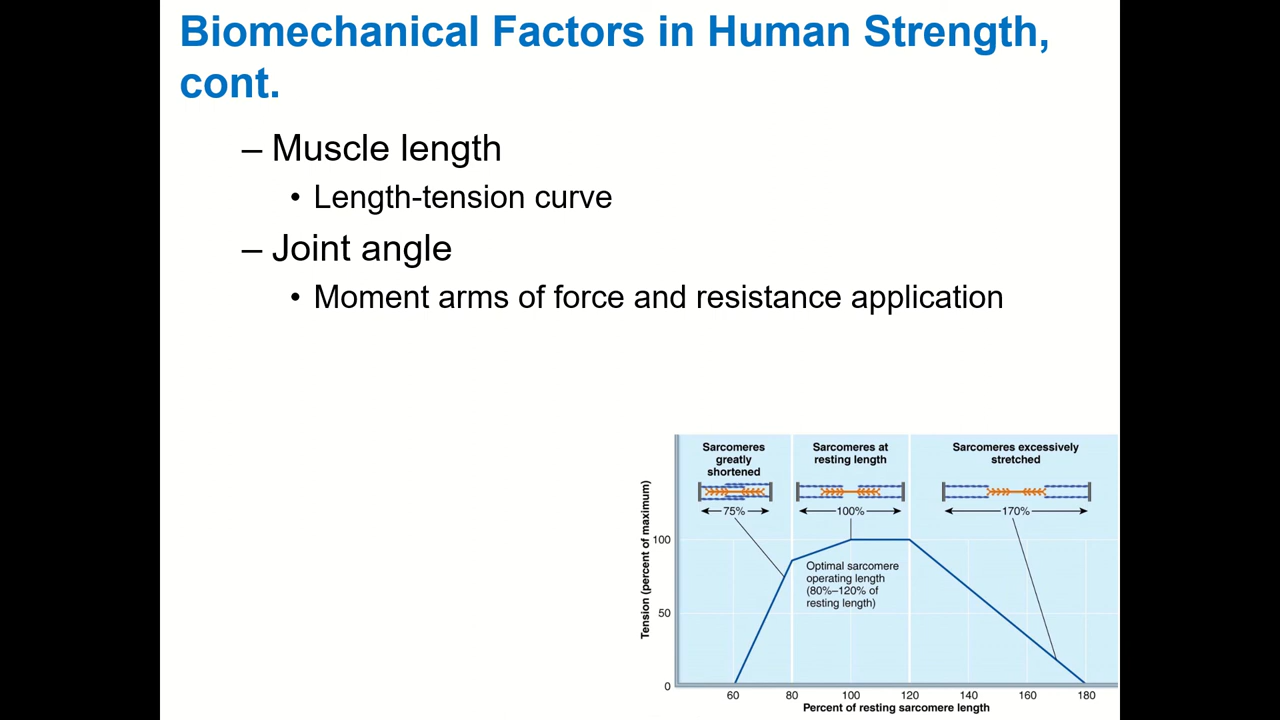 Biomechanical Factors in Human Strength,
cont.
– Muscle length
• Length-tension curve
– Joint angle
• Moment arms of force and resistance application
Sarcomeres
greatly
shortened
Sarcomeres at
resting length
Sarcomeres excessively
stretched
75%
100%
170%
Tension (percent of maximum)
100
50
0
Optimal sarcomere
operating length
(80%–120% of
resting length)
60 80 100 120 140 160 180
Percent of resting sarcomere length